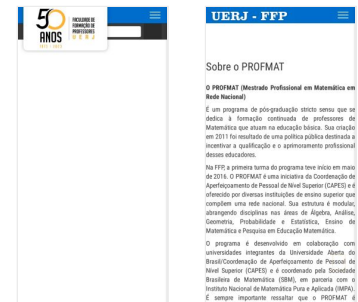 50
ANOS
1973 - 2023
FACULDADE DE
FORMAÇÃO DE
PROFESSORES
UERJ
UERJ - FFP
Sobre o PROFMAT
O PROFMAT (Mestrado Profissional em Matemática em
Rede Nacional)
É um programa de pós-graduação stricto sensu que se
dedica à formação continuada de professores de
Matemática que atuam na educação básica. Sua criação
em 2011 foi resultado de uma política pública destinada a
incentivar a qualificação e o aprimoramento profissional
desses educadores.
Na FFP, a primeira turma do programa teve início em maio
de 2016. O PROFMAT é uma iniciativa da Coordenação de
Aperfeiçoamento de Pessoal de Nível Superior (CAPES) e é
oferecido por diversas instituições de ensino superior que
compõem uma rede nacional. Sua estrutura é modular,
abrangendo disciplinas nas áreas de Álgebra, Análise,
Geometria, Probabilidade e Estatística, Ensino de
Matemática e Pesquisa em Educação Matemática.
O programa é desenvolvido em colaboração com
universidades integrantes da Universidade Aberta do
Brasil/Coordenação de Aperfeiçoamento de Pessoal de
Nível Superior (CAPES) e é coordenado pela Sociedade
Brasileira de Matemática (SBM), em parceria com o
Instituto Nacional de Matemática Pura e Aplicada (IMPA).
É sempre importante ressaltar que o PROFMAT é